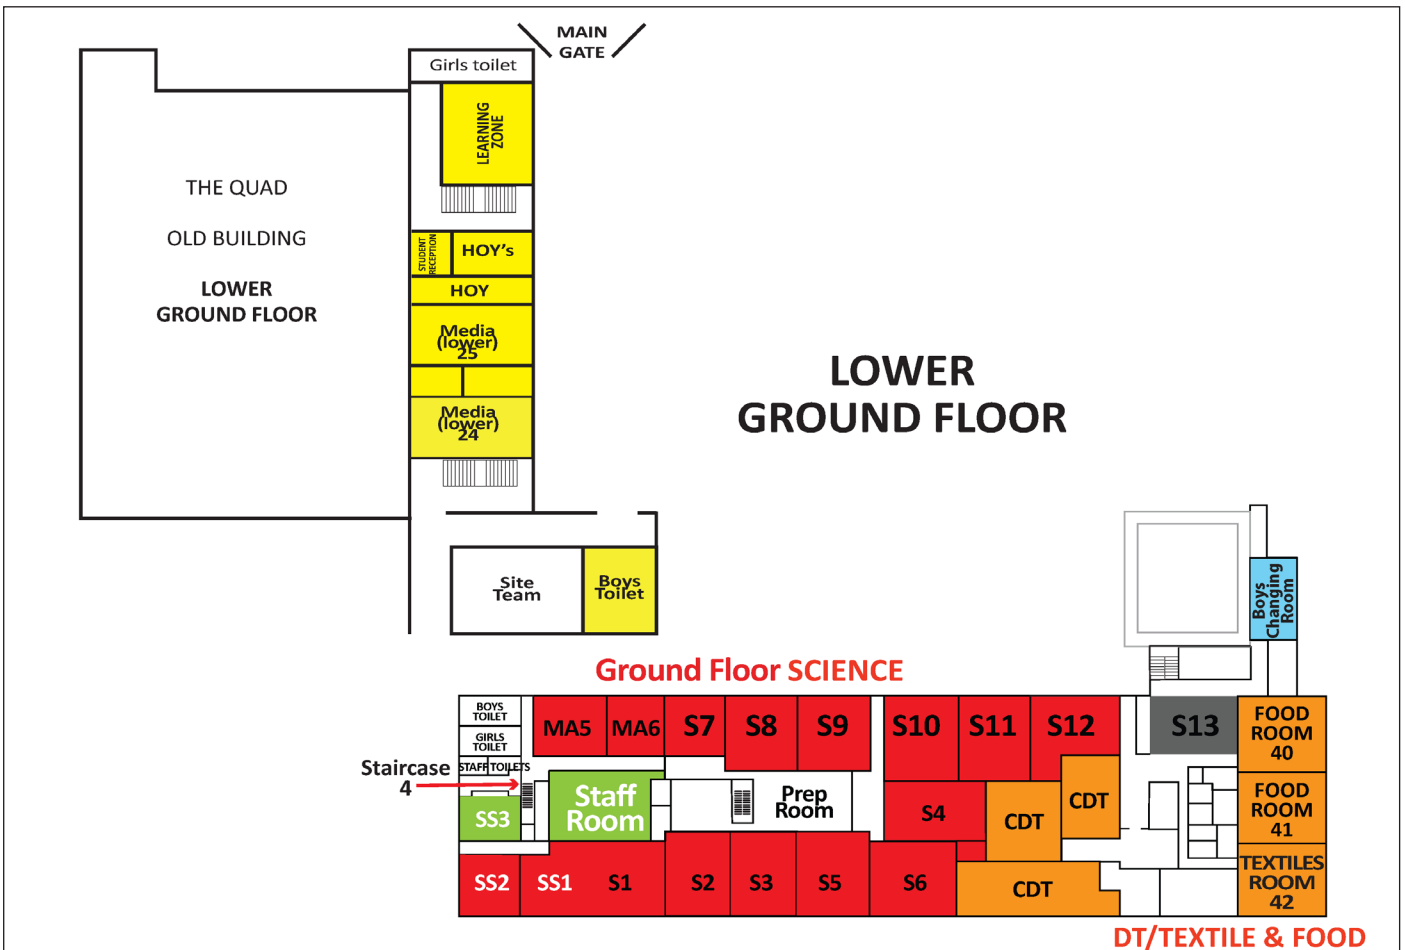 MAIN
GATE
Girls toilet
LEARNING
ZONE
THE QUAD
OLD BUILDING
LOWER
GROUND FLOOR
STUDENT
RECEPTION
HOY's
HOY
Media
(lower)
25
Media
(lower)
24
LOWER
GROUND FLOOR
Site
Team
Boys
Toilet
Boys
Changing
Room
Ground Floor SCIENCE
BOYS
TOILET
GIRLS
TOILET
STAFF TOILETS
Staircase
4
SS3
SS2
SS1
MA5
MA6
S7
S8
S9
S10
S11
S12
S13
Staff
Room
Prep
Room
S4
CDT
CDT
CDT
S1
S2
S3
S5
S6
FOOD
ROOM
40
FOOD
ROOM
41
TEXTILES
ROOM
42
DT/TEXTILE & FOOD